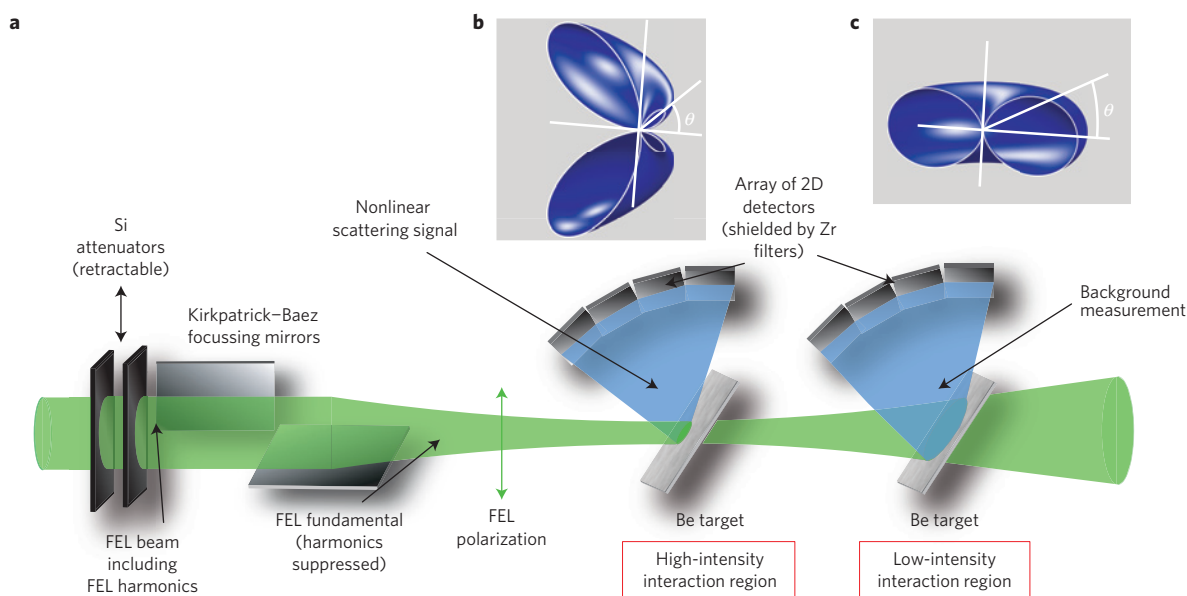 a
b
c
θ
θ
Si
attenuators
(retractable)
Kirkpatrick–Baez
focussing mirrors
Nonlinear
scattering signal
Array of 2D
detectors
(shielded by Zr
filters)
Background
measurement
FEL beam
including
FEL harmonics
FEL fundamental
(harmonics
suppressed)
FEL
polarization
Be target
High-intensity
interaction region
Be target
Low-intensity
interaction region